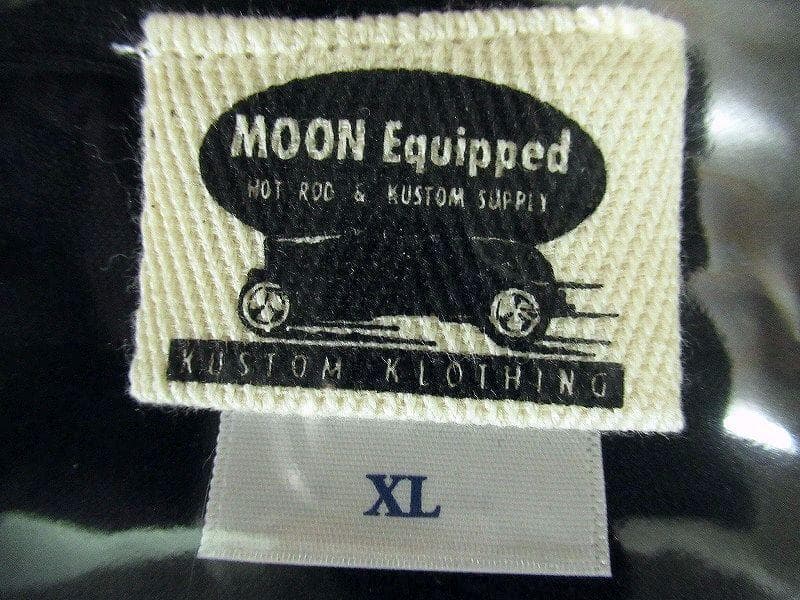 MOON Equipped
HOT ROD & KUSTOM SUPPLY
KUSTOM KLOTHING
XL